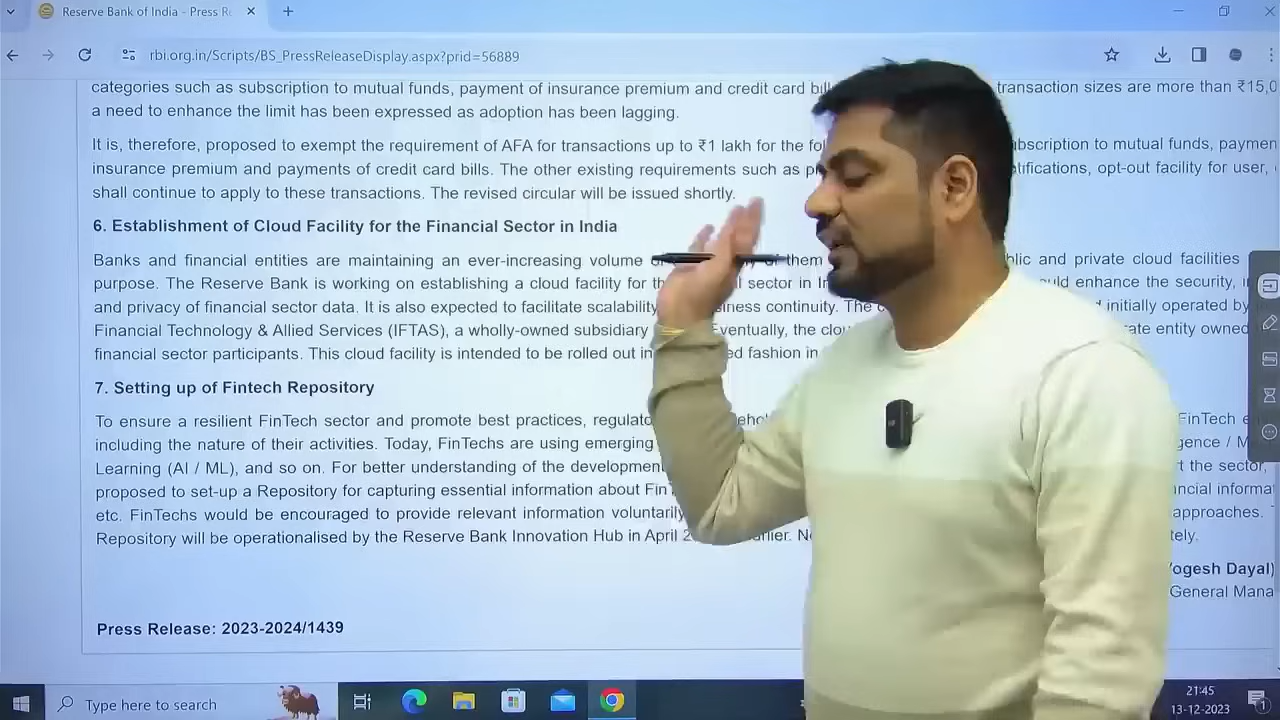 Reserve Bank of India - Press Re
rbi.org.in/Scripts/BS_PressReleaseDisplay.aspx?prid=56889
categories such as subscription to mutual funds, payment of insurance premium and credit card bill transaction sizes are more than ₹15,0
a need to enhance the limit has been expressed as adoption has been lagging.
It is, therefore, proposed to exempt the requirement of AFA for transactions up to ₹1 lakh for the fol ubscription to mutual funds, paymen
insurance premium and payments of credit card bills. The other existing requirements such as p tifications, opt-out facility for user,
shall continue to apply to these transactions. The revised circular will be issued shortly.
6. Establishment of Cloud Facility for the Financial Sector in India
Banks and financial entities are maintaining an ever-increasing volume of them blic and private cloud facilities
purpose. The Reserve Bank is working on establishing a cloud facility for th l sector in In uld enhance the security, i
and privacy of financial sector data. It is also expected to facilitate scalability iness continuity. The c initially operated by
Financial Technology & Allied Services (IFTAS), a wholly-owned subsidiary Eventually, the clou ate entity owned
financial sector participants. This cloud facility is intended to be rolled out in ed fashion in
7. Setting up of Fintech Repository
To ensure a resilient FinTech sector and promote best practices, regulato ehol FinTech e
including the nature of their activities. Today, FinTechs are using emerging gence / M
Learning (AI / ML), and so on. For better understanding of the development t the sector,
proposed to set-up a Repository for capturing essential information about Fin ncial informa
etc. FinTechs would be encouraged to provide relevant information voluntarily approaches. T
Repository will be operationalised by the Reserve Bank Innovation Hub in April 2 rlier. Ne tely.
Yogesh Dayal)
General Mana
Press Release: 2023-2024/1439
Type here to search
21:45
13-12-2023
1